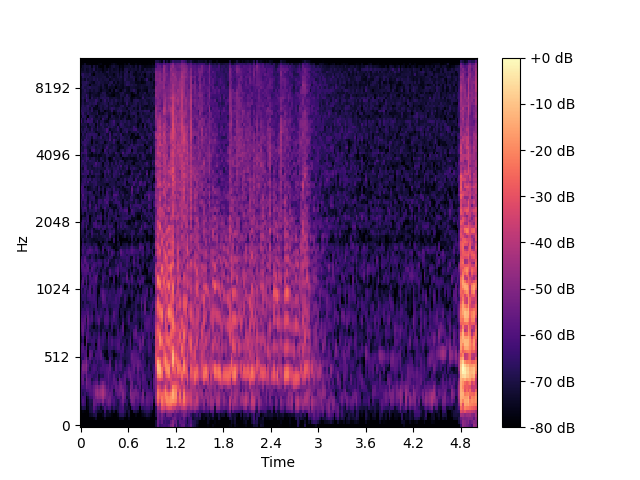 8192
4096
2048
1024
512
0
Hz
0 0.6 1.2 1.8 2.4 3 3.6 4.2 4.8
Time
+0 dB
-10 dB
-20 dB
-30 dB
-40 dB
-50 dB
-60 dB
-70 dB
-80 dB